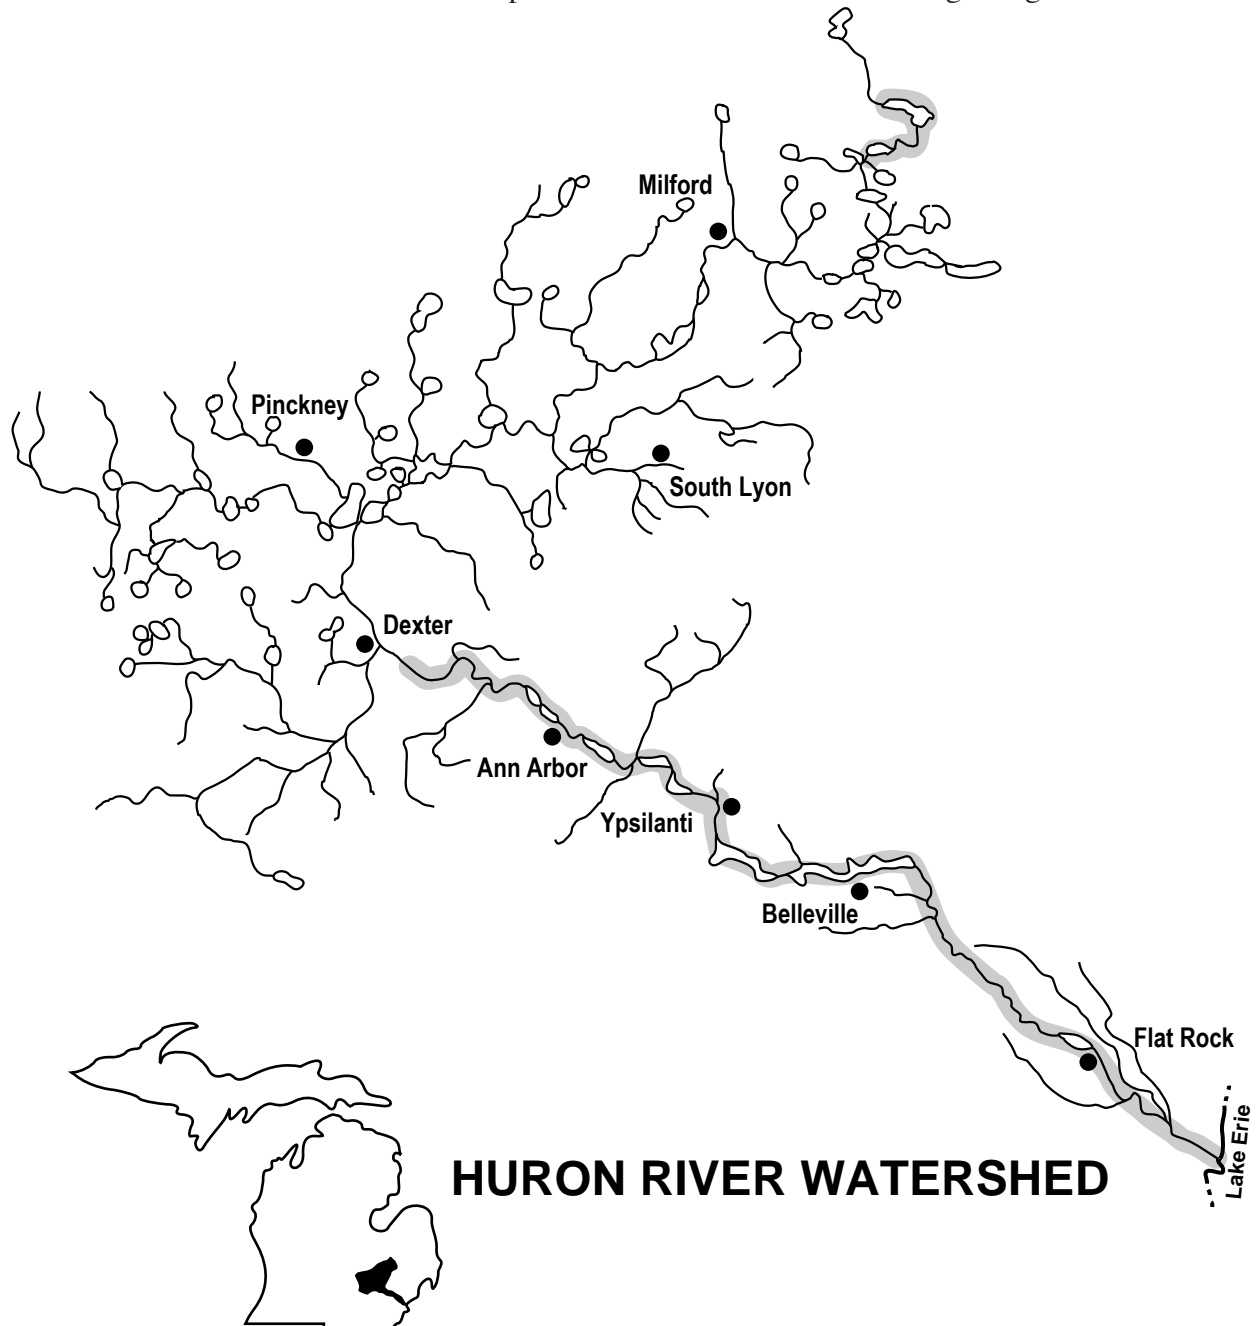 Milford
Pinckney
South Lyon
Dexter
Ann Arbor
Ypsilanti
Belleville
Flat Rock
Lake Erie
HURON RIVER WATERSHED